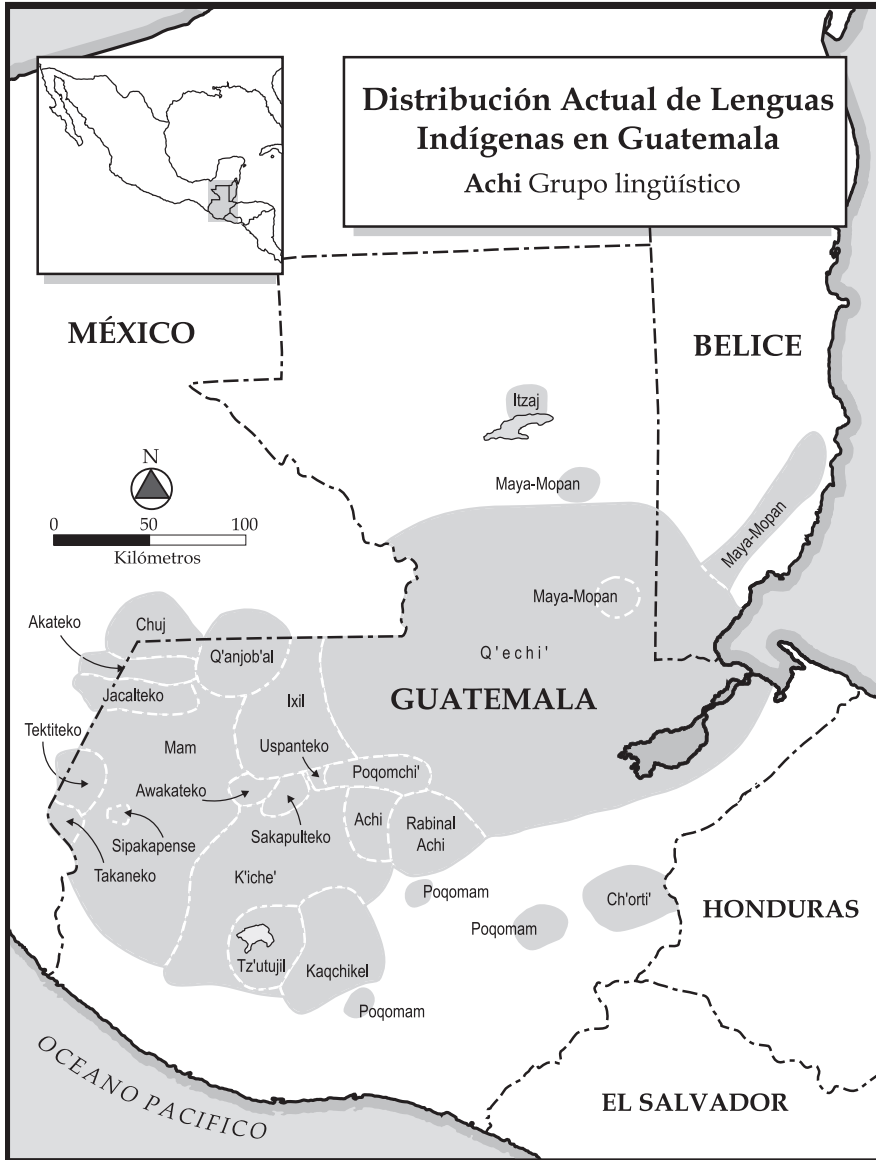 Distribución Actual de Lenguas
Indígenas en Guatemala
Achi Grupo lingüístico
MÉXICO
BELICE
Itzaj
N
Maya-Mopan
0 50 100
Kilómetros
Maya-Mopan
Maya-Mopan
Akateko
Chuj
Q'anjob'al
Q'echi'
Jacalteko
Ixil
GUATEMALA
Tektiteko
Mam
Uspanteko
Poqomchi'
Awakateko
Achi
Rabinal
Achi
Sipakapense
Sakapulteko
Takaneko
K'iche'
Poqomam
Ch'orti'
HONDURAS
Poqomam
Tz'utujil
Kaqchikel
Poqomam
OCEANO PACIFICO
EL SALVADOR